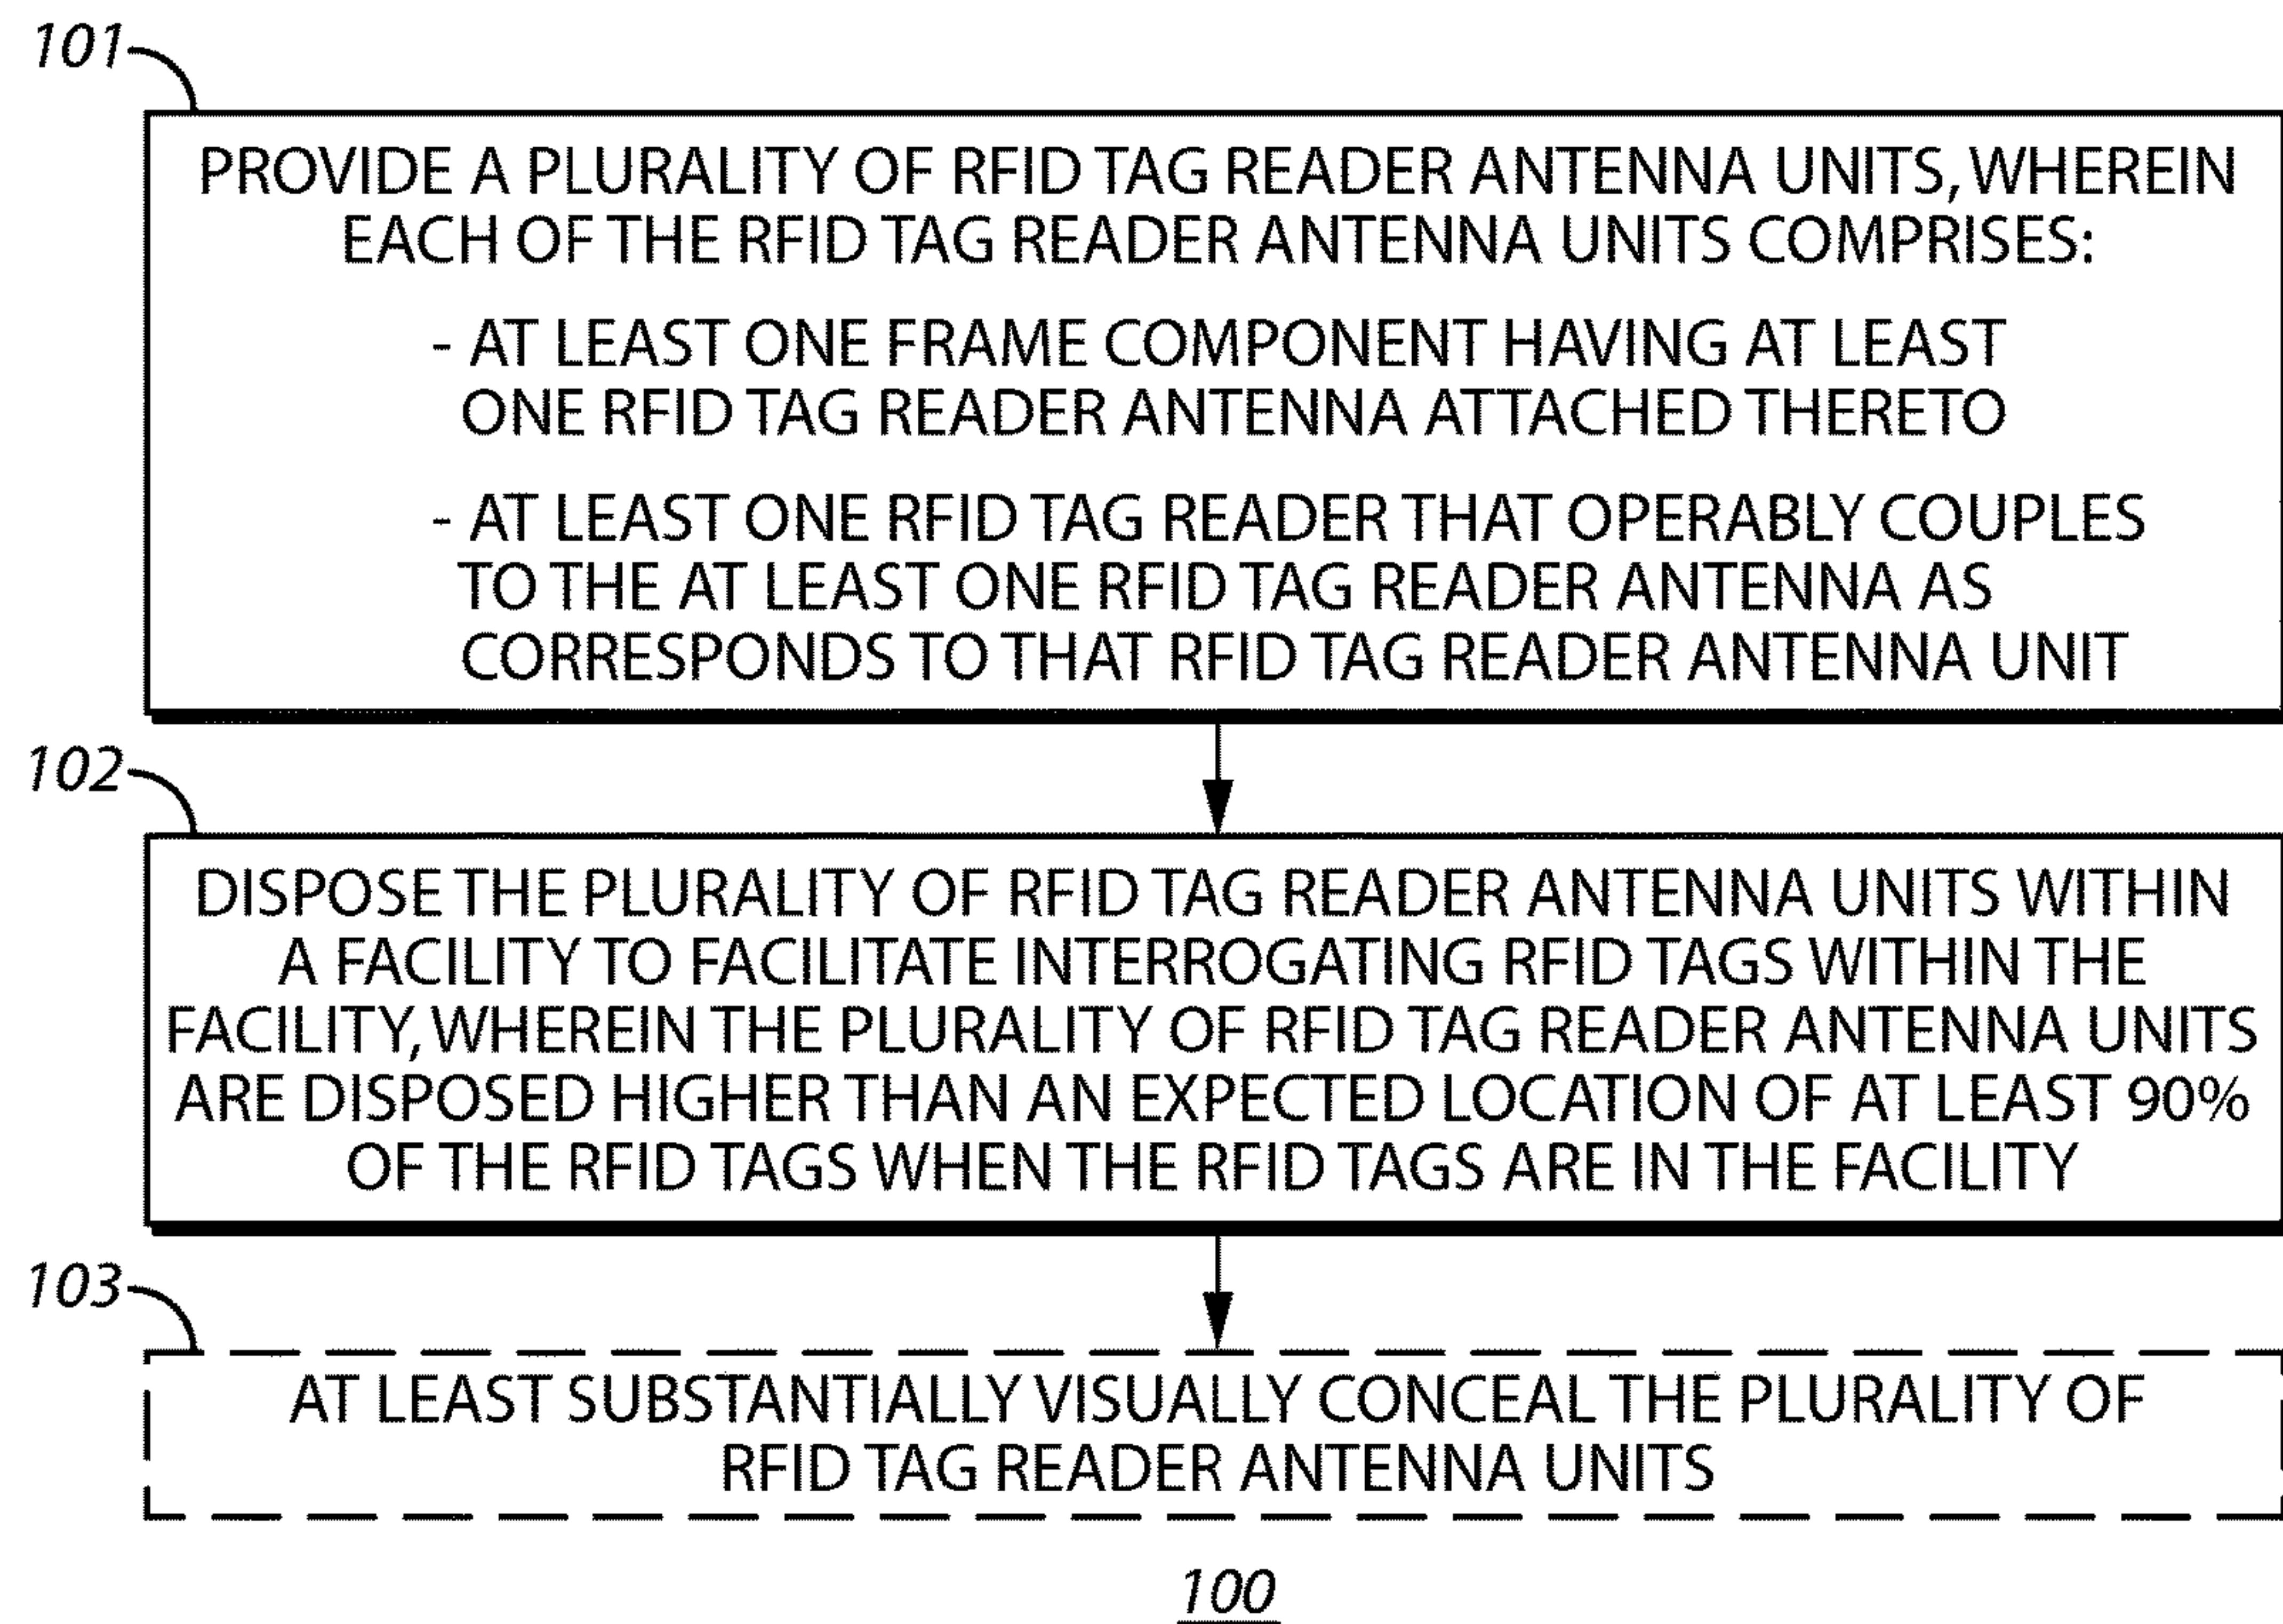 101
PROVIDE A PLURALITY OF RFID TAG READER ANTENNA UNITS, WHEREIN
EACH OF THE RFID TAG READER ANTENNA UNITS COMPRISES:
- AT LEAST ONE FRAME COMPONENT HAVING AT LEAST
ONE RFID TAG READER ANTENNA ATTACHED THERETO
- AT LEAST ONE RFID TAG READER THAT OPERABLY COUPLES
TO THE AT LEAST ONE RFID TAG READER ANTENNA AS
CORRESPONDS TO THAT RFID TAG READER ANTENNA UNIT
102
DISPOSE THE PLURALITY OF RFID TAG READER ANTENNA UNITS WITHIN
A FACILITY TO FACILITATE INTERROGATING RFID TAGS WITHIN THE
FACILITY, WHEREIN THE PLURALITY OF RFID TAG READER ANTENNA UNITS
ARE DISPOSED HIGHER THAN AN EXPECTED LOCATION OF AT LEAST 90%
OF THE RFID TAGS WHEN THE RFID TAGS ARE IN THE FACILITY
103
AT LEAST SUBSTANTIALLY VISUALLY CONCEAL THE PLURALITY OF
RFID TAG READER ANTENNA UNITS
100